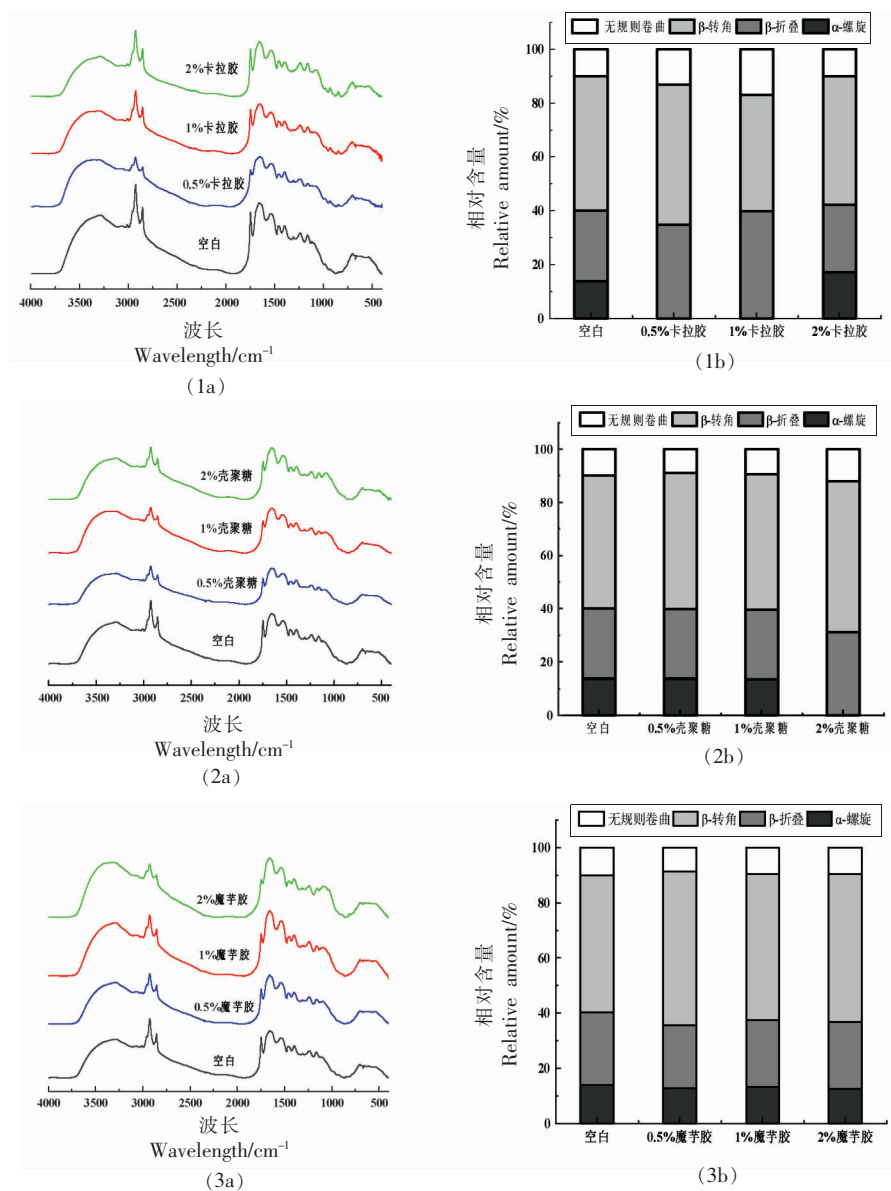 2%卡拉胶
1%卡拉胶
0.5%卡拉胶
空白
4000 3500 3000 2500 2000 1500 1000 500
波长
Wavelength/cm⁻¹
（1a）
无规则卷曲 β-转角 β-折叠 α-螺旋
100
80
60
40
20
0
相对含量
Relative amount/%
空白 0.5%卡拉胶 1%卡拉胶 2%卡拉胶
（1b）
2%壳聚糖
1%壳聚糖
0.5%壳聚糖
空白
4000 3500 3000 2500 2000 1500 1000 500
波长
Wavelength/cm⁻¹
（2a）
无规则卷曲 β-转角 β-折叠 α-螺旋
100
80
60
40
20
0
相对含量
Relative amount/%
空白 0.5%壳聚糖 1%壳聚糖 2%壳聚糖
（2b）
2%魔芋胶
1%魔芋胶
0.5%魔芋胶
空白
4000 3500 3000 2500 2000 1500 1000 500
波长
Wavelength/cm⁻¹
（3a）
无规则卷曲 β-转角 β-折叠 α-螺旋
100
80
60
40
20
0
相对含量
Relative amount/%
空白 0.5%魔芋胶 1%魔芋胶 2%魔芋胶
（3b）